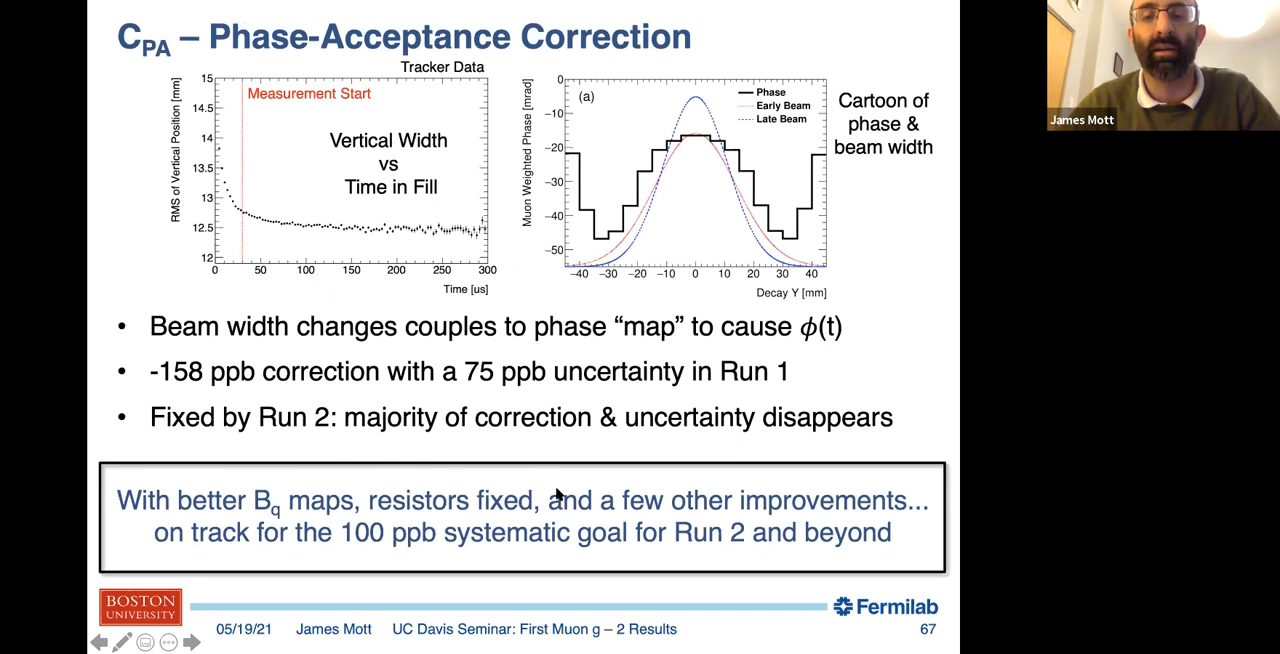 C_PA – Phase-Acceptance Correction
Tracker Data
RMS of Vertical Position [mm]
15
14.5
14
13.5
13
12.5
12
Measurement Start
Vertical Width
vs
Time in Fill
0 50 100 150 200 250 300
Time [us]
Muon Weighted Phase [mrad]
0
−10
−20
−30
−40
−50
(a)
Phase
Early Beam
Late Beam
−40 −30 −20 −10 0 10 20 30 40
Decay Y [mm]
Cartoon of
phase &
beam width
James Mott
• Beam width changes couples to phase “map” to cause ϕ(t)
• -158 ppb correction with a 75 ppb uncertainty in Run 1
• Fixed by Run 2: majority of correction & uncertainty disappears
With better B_q maps, resistors fixed, and a few other improvements...
on track for the 100 ppb systematic goal for Run 2 and beyond
BOSTON
UNIVERSITY
Fermilab
05/19/21 James Mott UC Davis Seminar: First Muon g – 2 Results 67